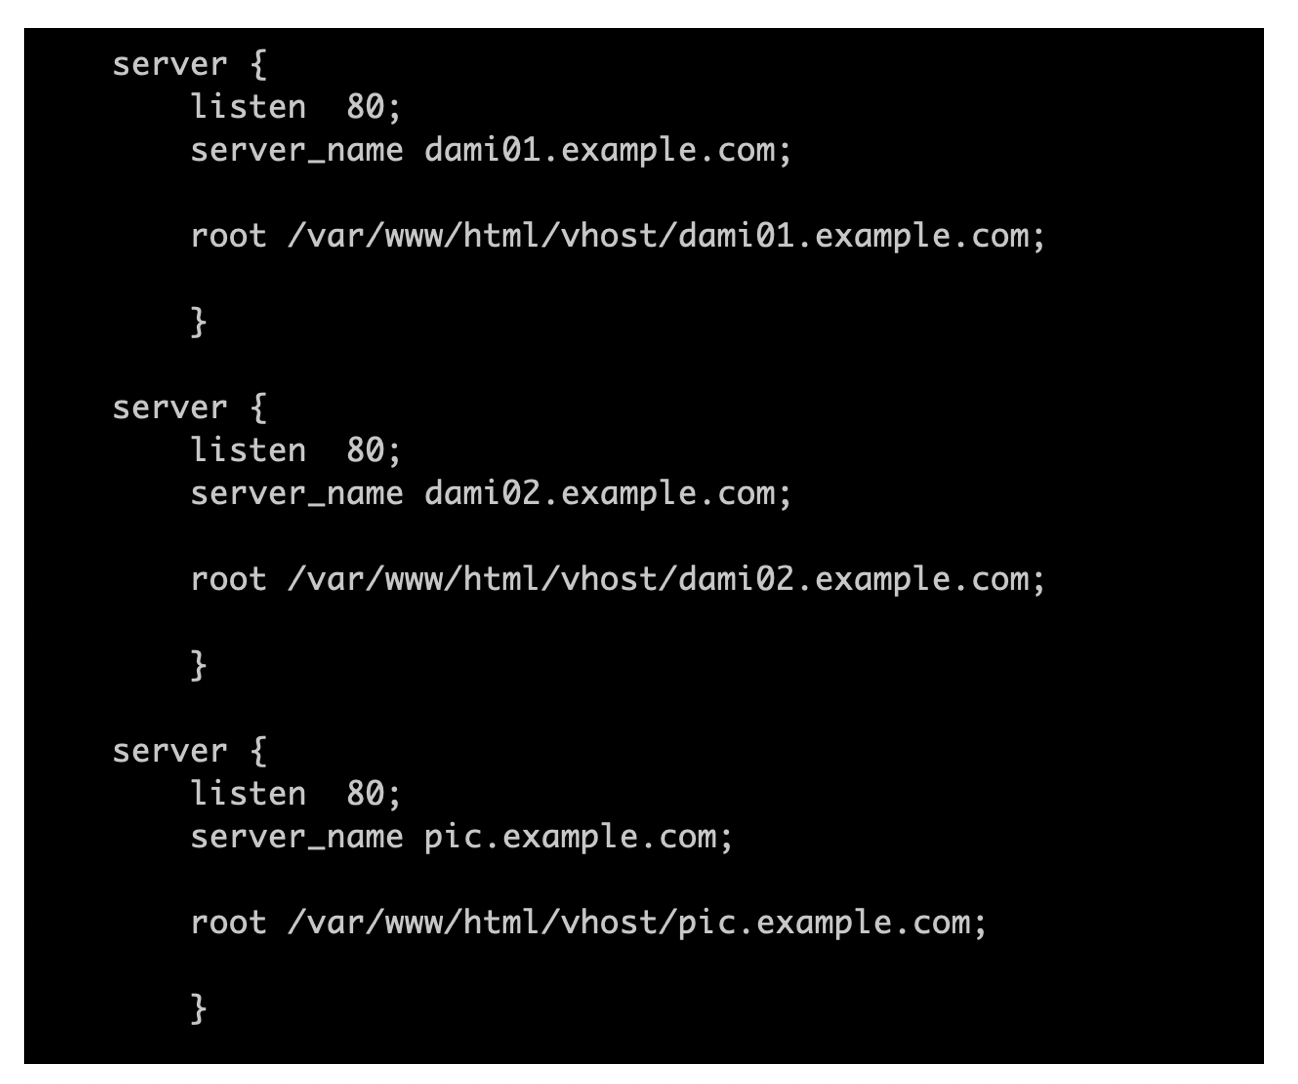 server {
listen  80;
server_name dami01.example.com;
root /var/www/html/vhost/dami01.example.com;
}
server {
listen  80;
server_name dami02.example.com;
root /var/www/html/vhost/dami02.example.com;
}
server {
listen  80;
server_name pic.example.com;
root /var/www/html/vhost/pic.example.com;
}